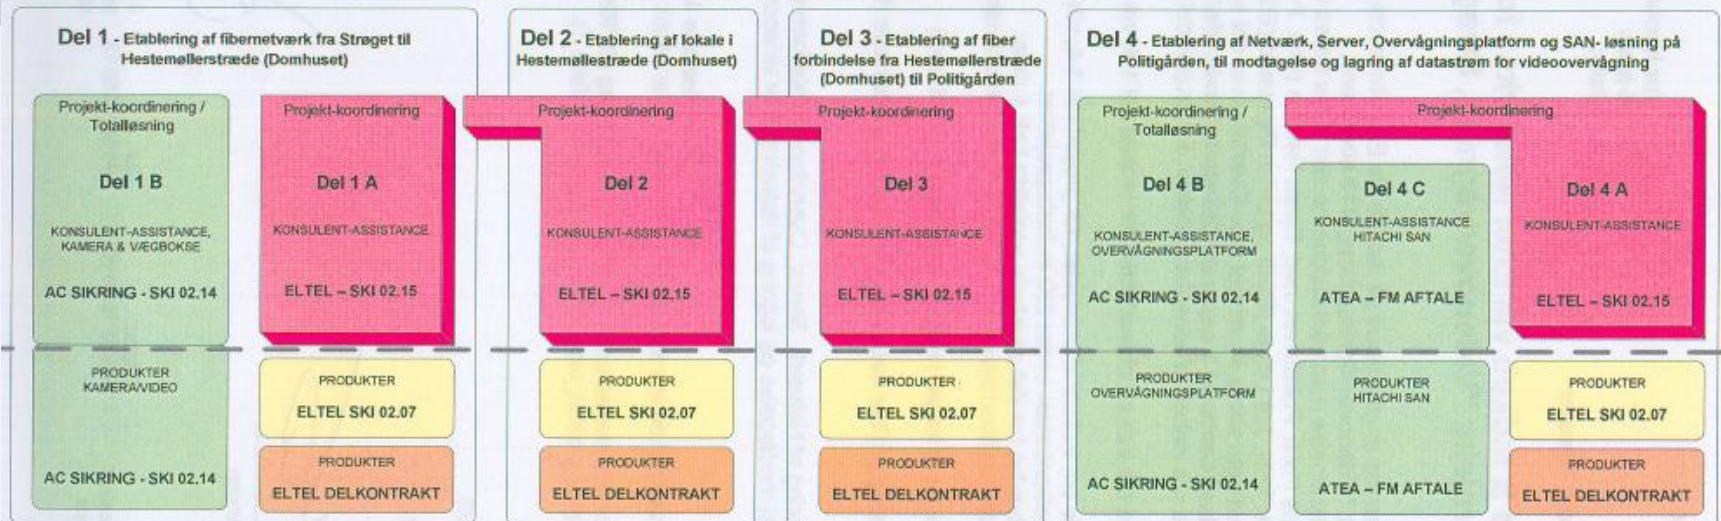 Del 1 - Etablering af fibernetværk fra Strøget til
Hestemøllerstræde (Domhuset)
Projekt-koordinering /
Totalløsning
Del 1 B
KONSULENT-ASSISTANCE,
KAMERA & VÆGBOKSE
AC SIKRING - SKI 02.14
PRODUKTER
KAMERA/VIDEO
AC SIKRING - SKI 02.14
Projekt-koordinering
Del 1 A
KONSULENT-ASSISTANCE
ELTEL – SKI 02.15
PRODUKTER
ELTEL SKI 02.07
PRODUKTER
ELTEL DELKONTRAKT
Del 2 - Etablering af lokale i
Hestemøllestræde (Domhuset)
Projekt-koordinering
Del 2
KONSULENT-ASSISTANCE
ELTEL – SKI 02.15
PRODUKTER
ELTEL SKI 02.07
PRODUKTER
ELTEL DELKONTRAKT
Del 3 - Etablering af fiber
forbindelse fra Hestemøllerstræde
(Domhuset) til Politigården
Projekt-koordinering
Del 3
KONSULENT-ASSISTANCE
ELTEL – SKI 02.15
PRODUKTER
ELTEL SKI 02.07
PRODUKTER
ELTEL DELKONTRAKT
Del 4 - Etablering af Netværk, Server, Overvågningsplatform og SAN- løsning på
Politigården, til modtagelse og lagring af datastrøm for videoovervågning
Projekt-koordinering /
Totalløsning
Del 4 B
KONSULENT-ASSISTANCE,
OVERVÅGNINGSPLATFORM
AC SIKRING - SKI 02.14
PRODUKTER
OVERVÅGNINGSPLATFORM
AC SIKRING - SKI 02.14
Projekt-koordinering
Del 4 C
KONSULENT-ASSISTANCE
HITACHI SAN
ATEA – FM AFTALE
PRODUKTER
HITACHI SAN
ATEA – FM AFTALE
Del 4 A
KONSULENT-ASSISTANCE
ELTEL – SKI 02.15
PRODUKTER
ELTEL SKI 02.07
PRODUKTER
ELTEL DELKONTRAKT